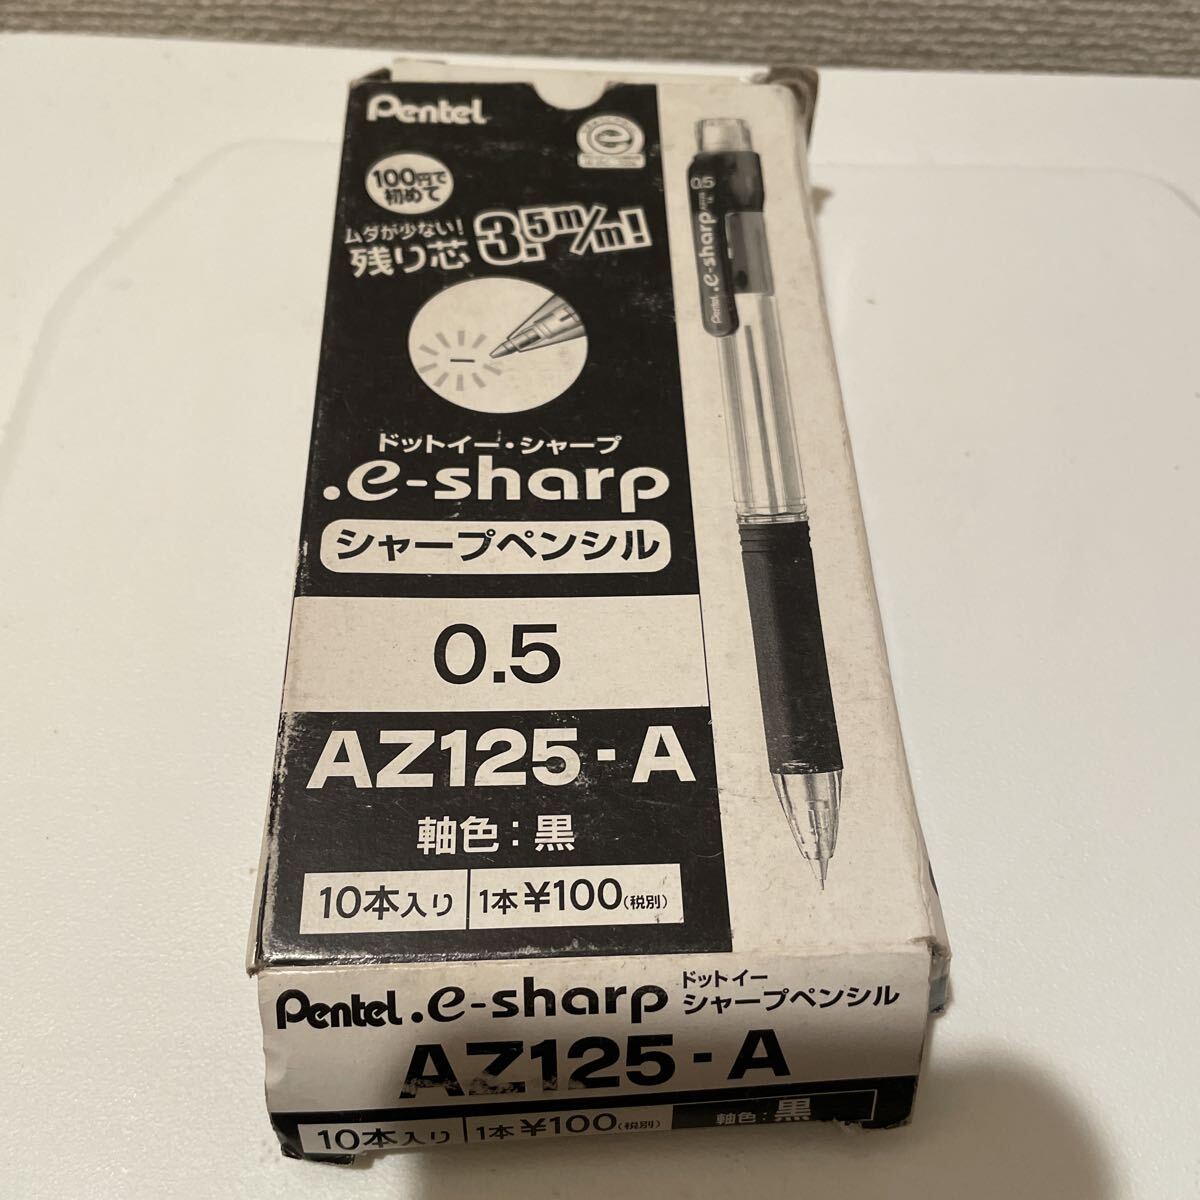 Pentel
100円で
初めて
ムダが少ない!
残り芯 3.5m/m!
ドットイー・シャープ
.e-sharp
シャープペンシル
0.5
AZ125-A
軸色:黒
10本入り 1本¥100(税別)
0.5
Pentel .e-sharp
Pentel .e-sharp ドットイー
シャープペンシル
AZ125-A
10本入り 1本¥100(税別) 軸色:黒